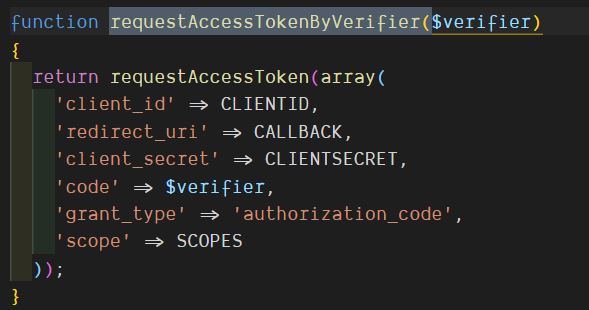 function requestAccessTokenByVerifier($verifier)
{
return requestAccessToken(array(
'client_id' => CLIENTID,
'redirect_uri' => CALLBACK,
'client_secret' => CLIENTSECRET,
'code' => $verifier,
'grant_type' => 'authorization_code',
'scope' => SCOPES
));
}